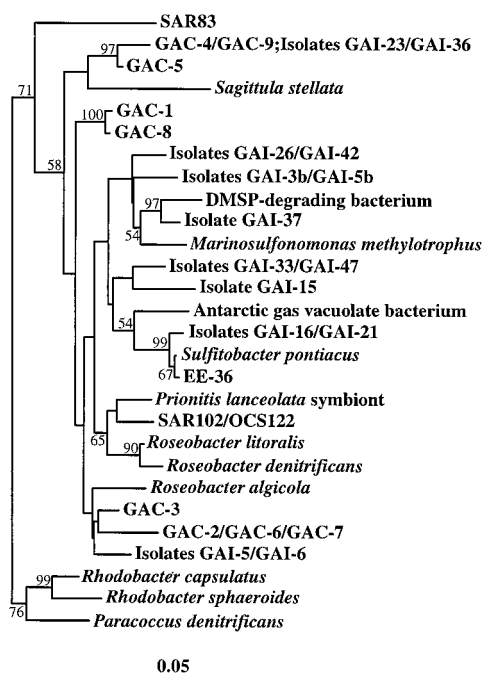 SAR83
97 GAC-4/GAC-9;Isolates GAI-23/GAI-36
GAC-5
71
Sagittula stellata
100 GAC-1
GAC-8
58 Isolates GAI-26/GAI-42
Isolates GAI-3b/GAI-5b
97 DMSP-degrading bacterium
Isolate GAI-37
54 Marinosulfonomonas methylotrophus
Isolates GAI-33/GAI-47
Isolate GAI-15
Antarctic gas vacuolate bacterium
54 Isolates GAI-16/GAI-21
99 Sulfitobacter pontiacus
67 EE-36
Prionitis lanceolata symbiont
SAR102/OCS122
65 90 Roseobacter litoralis
Roseobacter denitrificans
Roseobacter algicola
GAC-3
GAC-2/GAC-6/GAC-7
Isolates GAI-5/GAI-6
99 Rhodobacter capsulatus
Rhodobacter sphaeroides
76 Paracoccus denitrificans
0.05